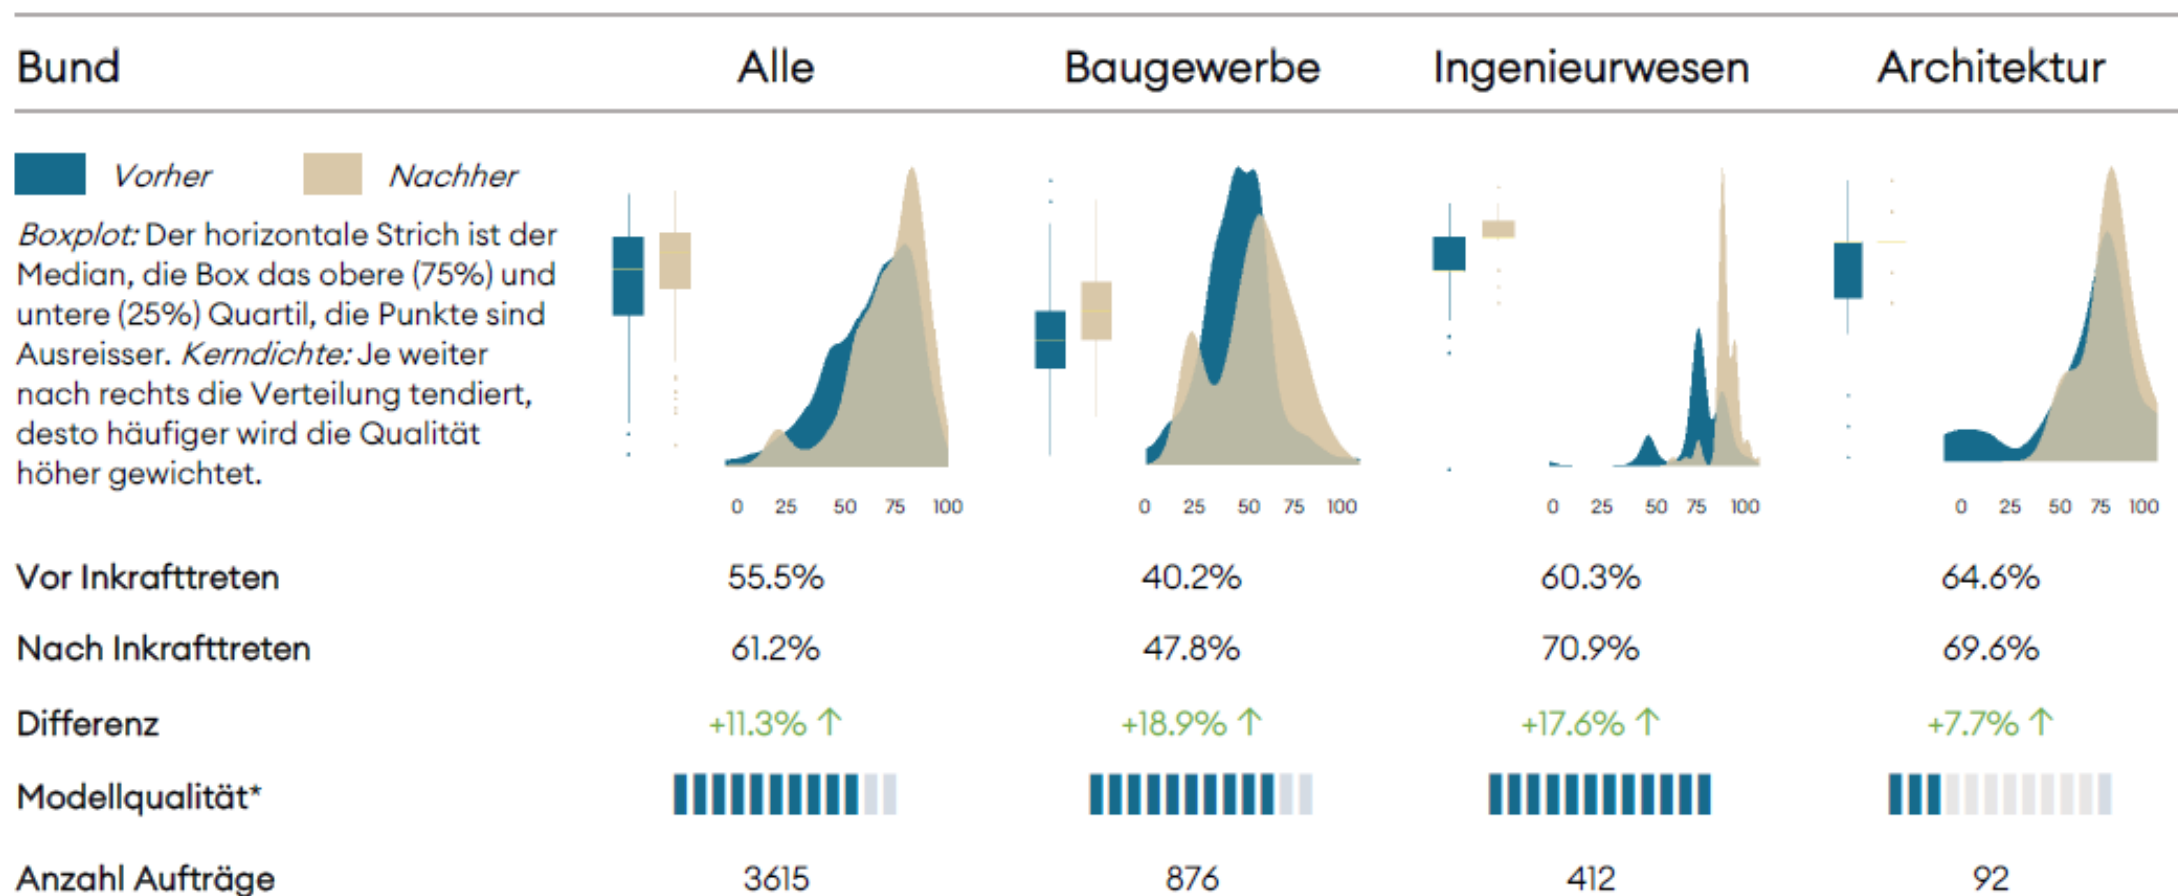 Bund Alle Baugewerbe Ingenieurwesen Architektur
Vorher Nachher
Boxplot: Der horizontale Strich ist der
Median, die Box das obere (75%) und
untere (25%) Quartil, die Punkte sind
Ausreisser. Kerndichte: Je weiter
nach rechts die Verteilung tendiert,
desto häufiger wird die Qualität
höher gewichtet.
0 25 50 75 100 0 25 50 75 100 0 25 50 75 100 0 25 50 75 100
Vor Inkrafttreten 55.5% 40.2% 60.3% 64.6%
Nach Inkrafttreten 61.2% 47.8% 70.9% 69.6%
Differenz +11.3% ↑ +18.9% ↑ +17.6% ↑ +7.7% ↑
Modellqualität*
Anzahl Aufträge 3615 876 412 92